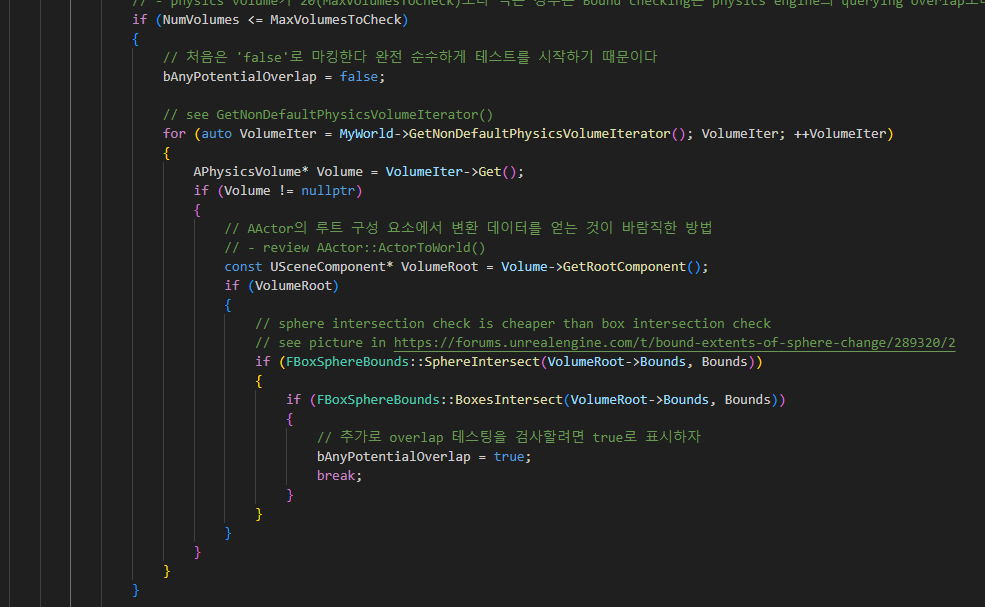 // - physics volume가 20(MaxVolumesToCheck)보다 적은 경우는 Bound checking은 physics engine의 querying overlap보다
if (NumVolumes <= MaxVolumesToCheck)
{
// 처음은 'false'로 마킹한다 완전 순수하게 테스트를 시작하기 때문이다
bAnyPotentialOverlap = false;
// see GetNonDefaultPhysicsVolumeIterator()
for (auto VolumeIter = MyWorld->GetNonDefaultPhysicsVolumeIterator(); VolumeIter; ++VolumeIter)
{
APhysicsVolume* Volume = VolumeIter->Get();
if (Volume != nullptr)
{
// AActor의 루트 구성 요소에서 변환 데이터를 얻는 것이 바람직한 방법
// - review AActor::ActorToWorld()
const USceneComponent* VolumeRoot = Volume->GetRootComponent();
if (VolumeRoot)
{
// sphere intersection check is cheaper than box intersection check
// see picture in https://forums.unrealengine.com/t/bound-extents-of-sphere-change/289320/2
if (FBoxSphereBounds::SphereIntersect(VolumeRoot->Bounds, Bounds))
{
if (FBoxSphereBounds::BoxesIntersect(VolumeRoot->Bounds, Bounds))
{
// 추가로 overlap 테스팅을 검사할려면 true로 표시하자
bAnyPotentialOverlap = true;
break;
}
}
}
}
}
}